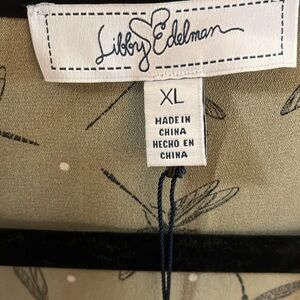 Libby Edelman
XL
MADE IN
CHINA
HECHO EN
CHINA